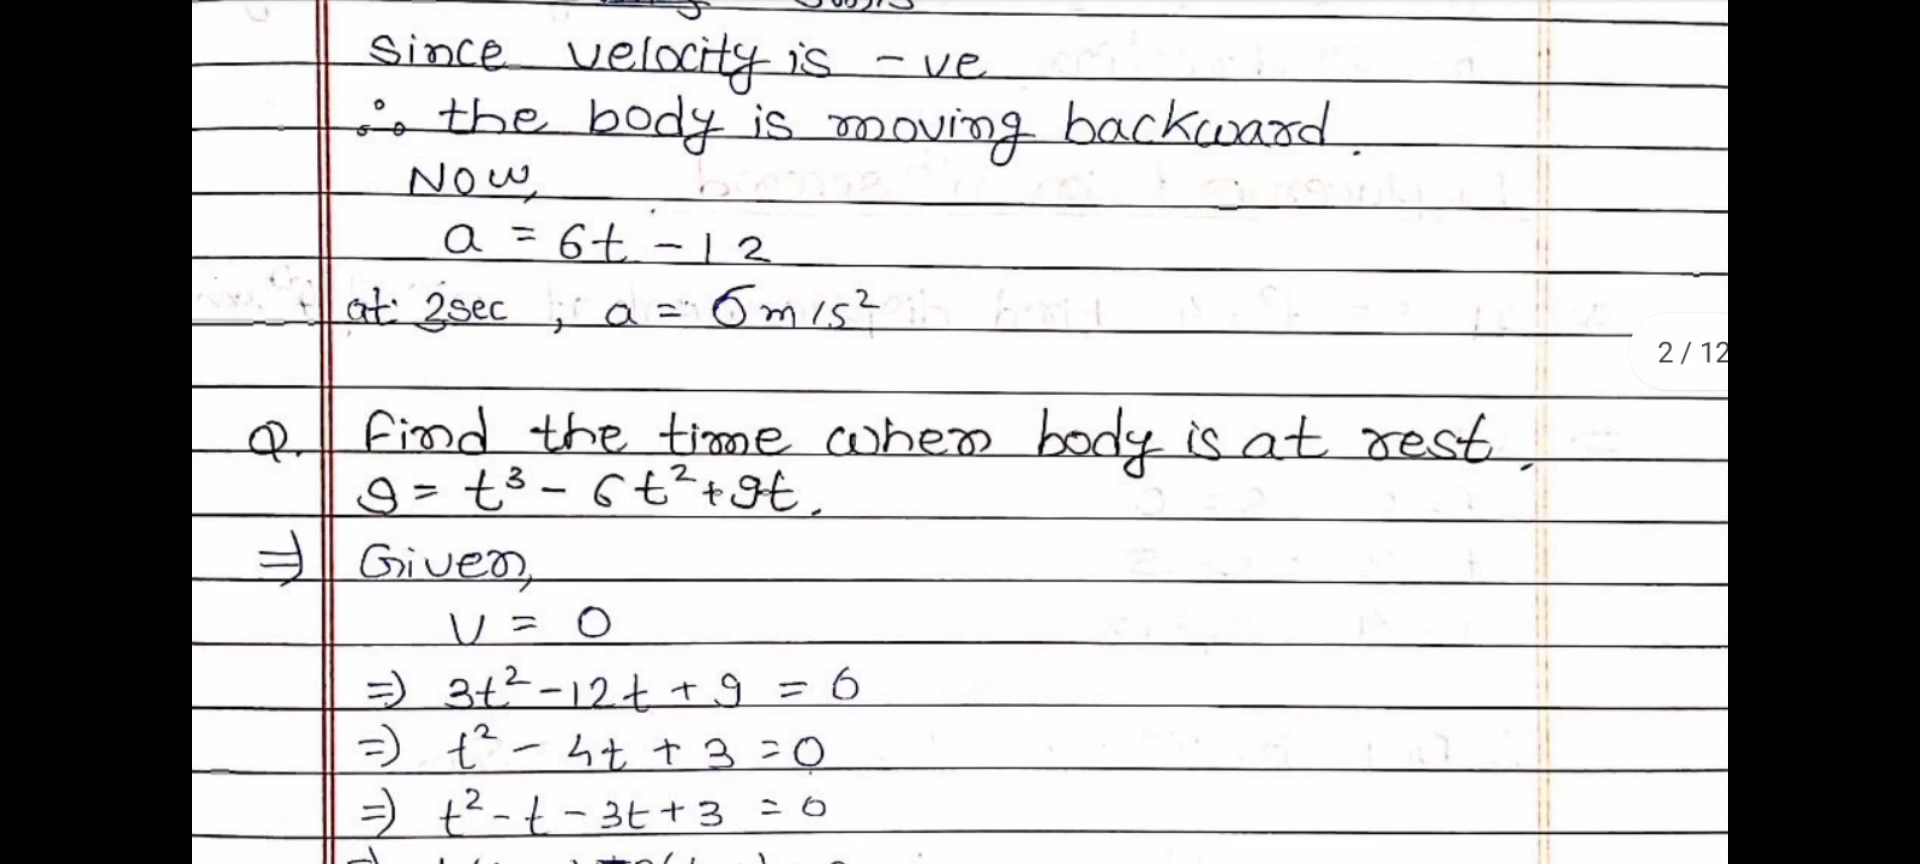 since velocity is - ve
∴ the body is moving backward.
Now,
a = 6t - 12
at 3sec, a = 6m/s²
2 / 12
Q. Find the time when body is at rest.
s = t³ - 6t² + 9t.
⇒ Given,
v = 0
⇒ 3t² - 12t + 9 = 0
⇒ t² - 4t + 3 = 0
⇒ t² - t - 3t + 3 = 0